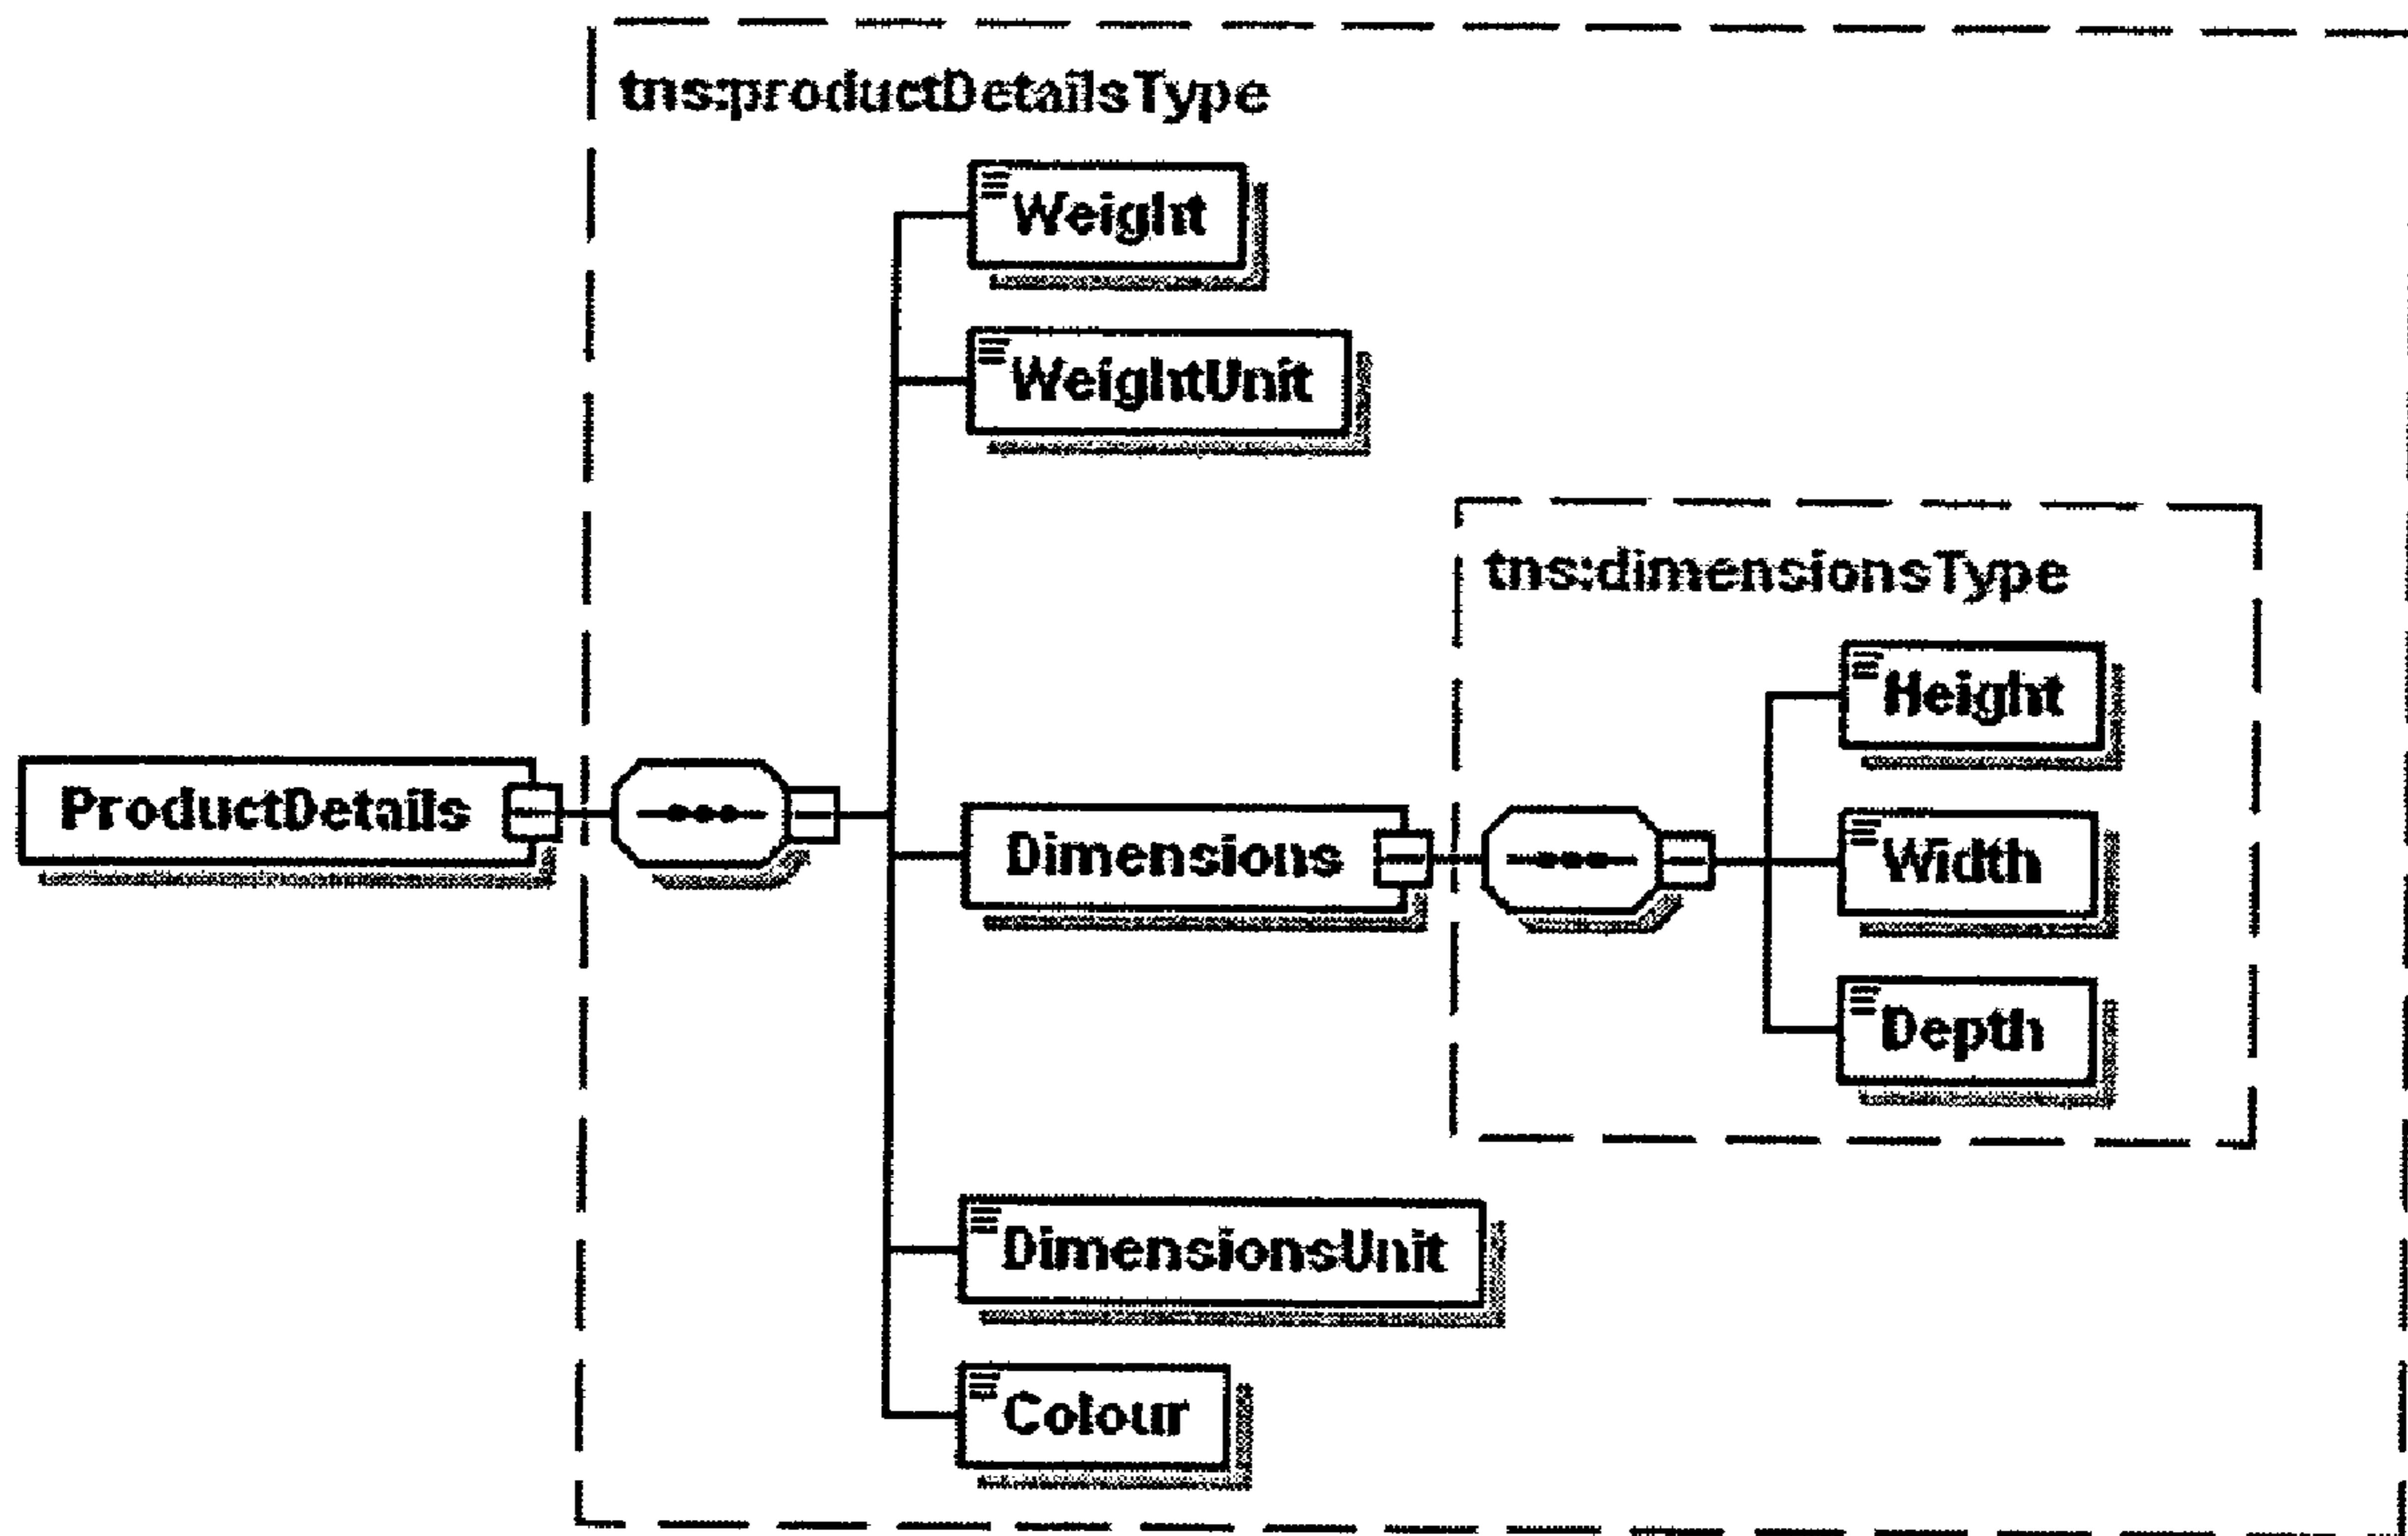 tns:productDetailsType
Weight
WeightUnit
tns:dimensionsType
Height
ProductDetails
Dimensions
Width
Depth
DimensionsUnit
Colour